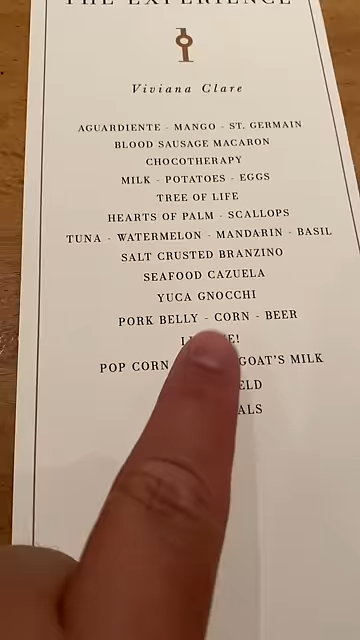 THE EXPERIENCE
Viviana Clare
AGUARDIENTE - MANGO - ST. GERMAIN
BLOOD SAUSAGE MACARON
CHOCOTHERAPY
MILK - POTATOES - EGGS
TREE OF LIFE
HEARTS OF PALM - SCALLOPS
TUNA - WATERMELON - MANDARIN - BASIL
SALT CRUSTED BRANZINO
SEAFOOD CAZUELA
YUCA GNOCCHI
PORK BELLY - CORN - BEER
POP CORN GOAT'S MILK